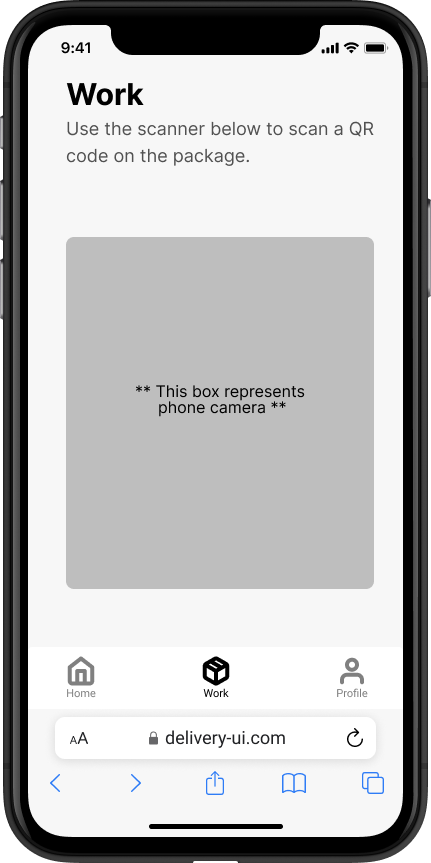 9:41
Work
Use the scanner below to scan a QR
code on the package.
** This box represents
phone camera **
Home
Work
Profile
AA
delivery-ui.com